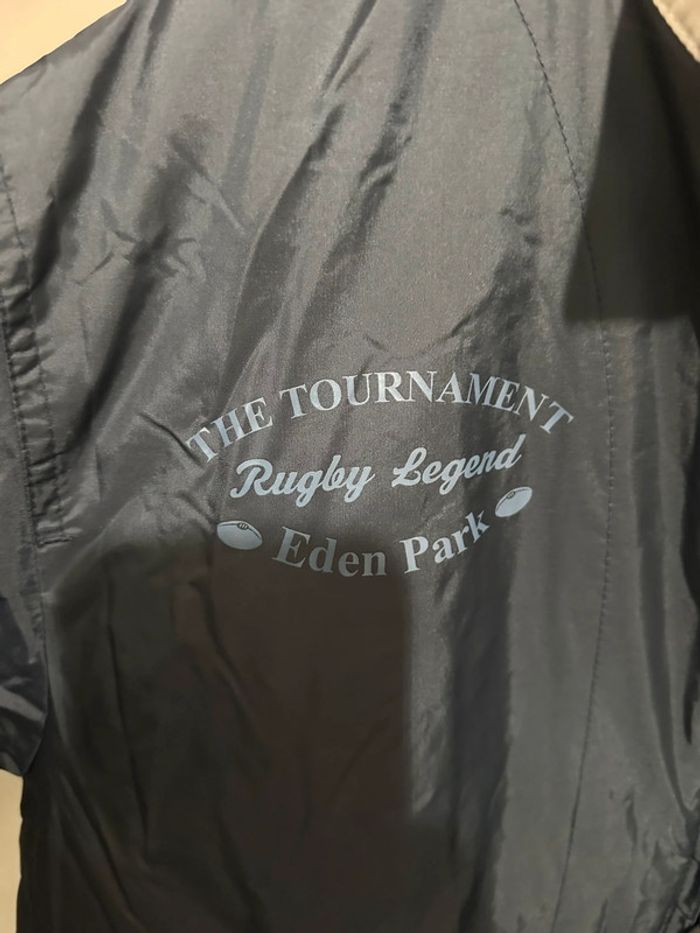 THE TOURNAMENT
Rugby Legend
Eden Park